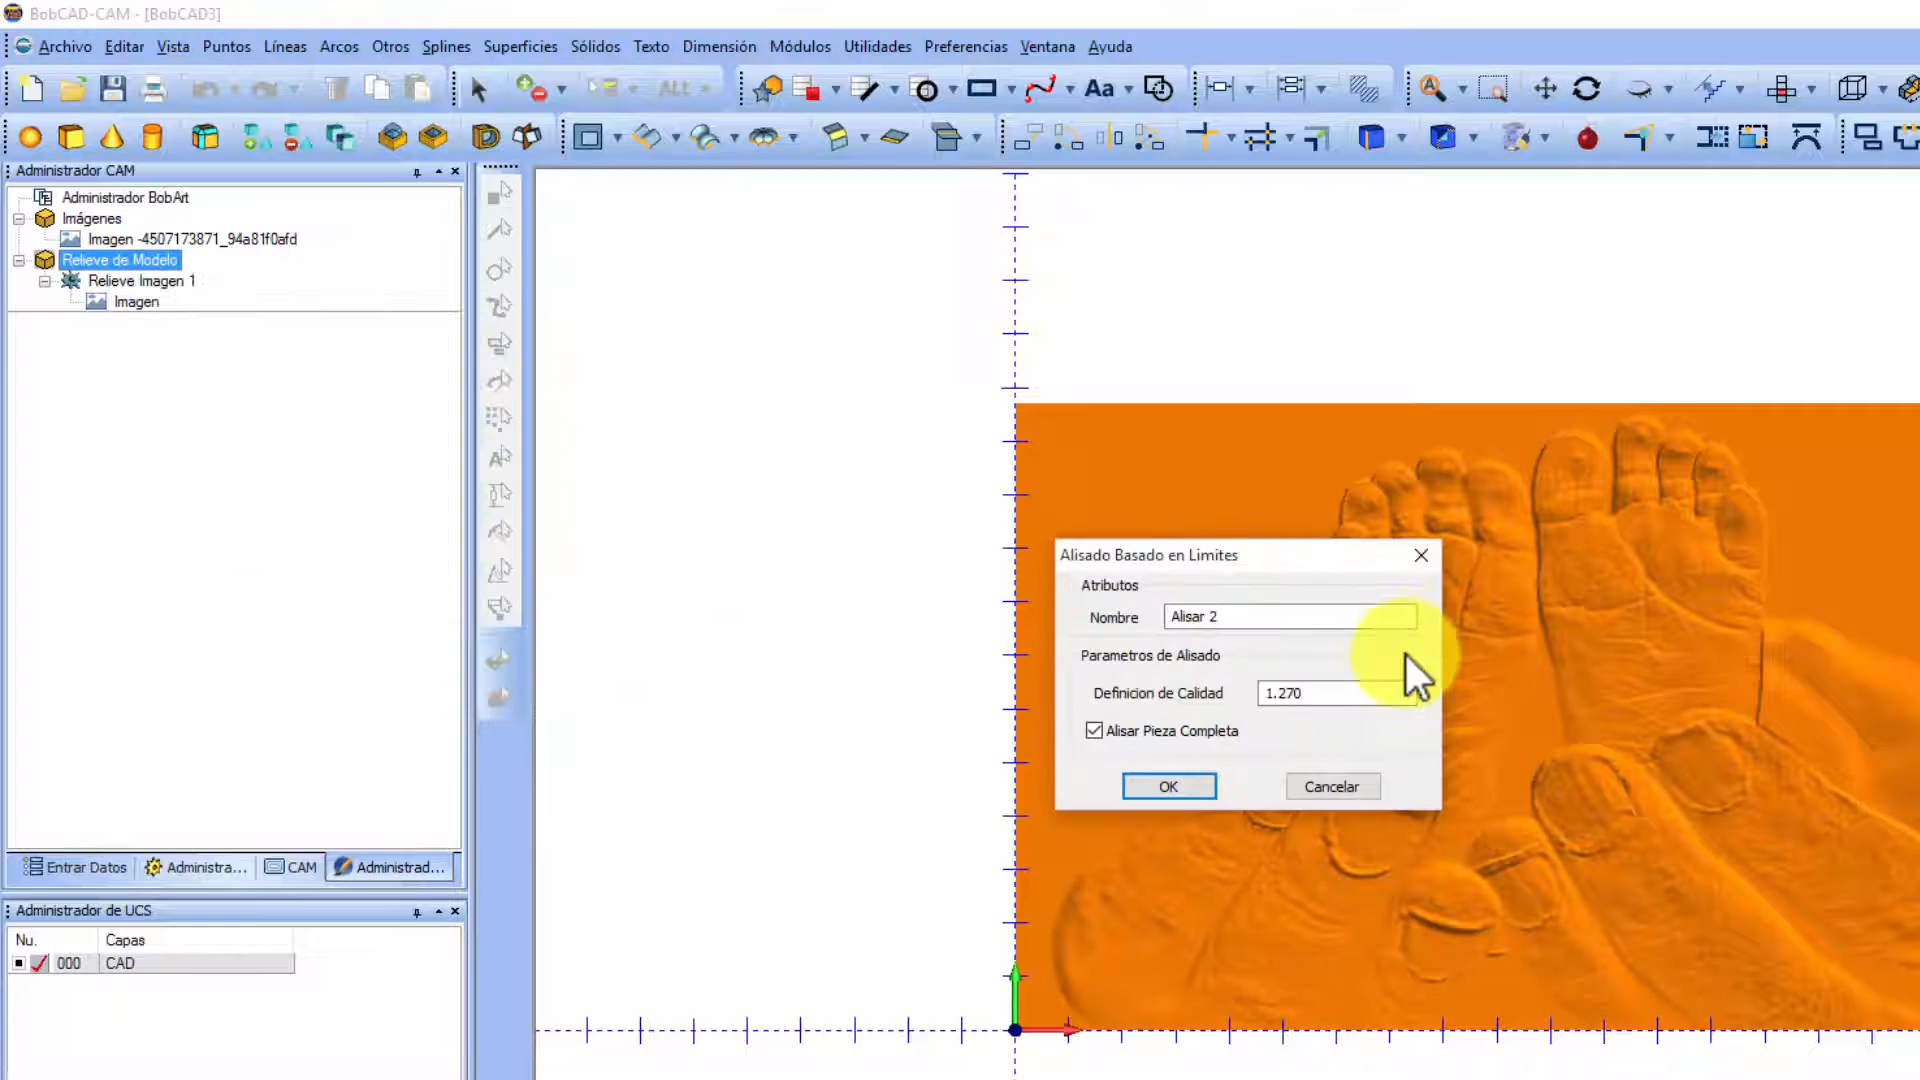 BobCAD-CAM - [BobCAD3]
Archivo Editar Vista Puntos Líneas Arcos Otros Splines Superficies Sólidos Texto Dimensión Módulos Utilidades Preferencias Ventana Ayuda
ALL Aa
Administrador CAM
Administrador BobArt
Imágenes
Imagen -4507173871_94a81f0afd
Relieve de Modelo
Relieve Imagen 1
Imagen
Alisado Basado en Limites
Atributos
Nombre Alisar 2
Parametros de Alisado
Definicion de Calidad 1.270
Alisar Pieza Completa
OK Cancelar
Entrar Datos Administra... CAM Administrad...
Administrador de UCS
Nu. Capas
000 CAD